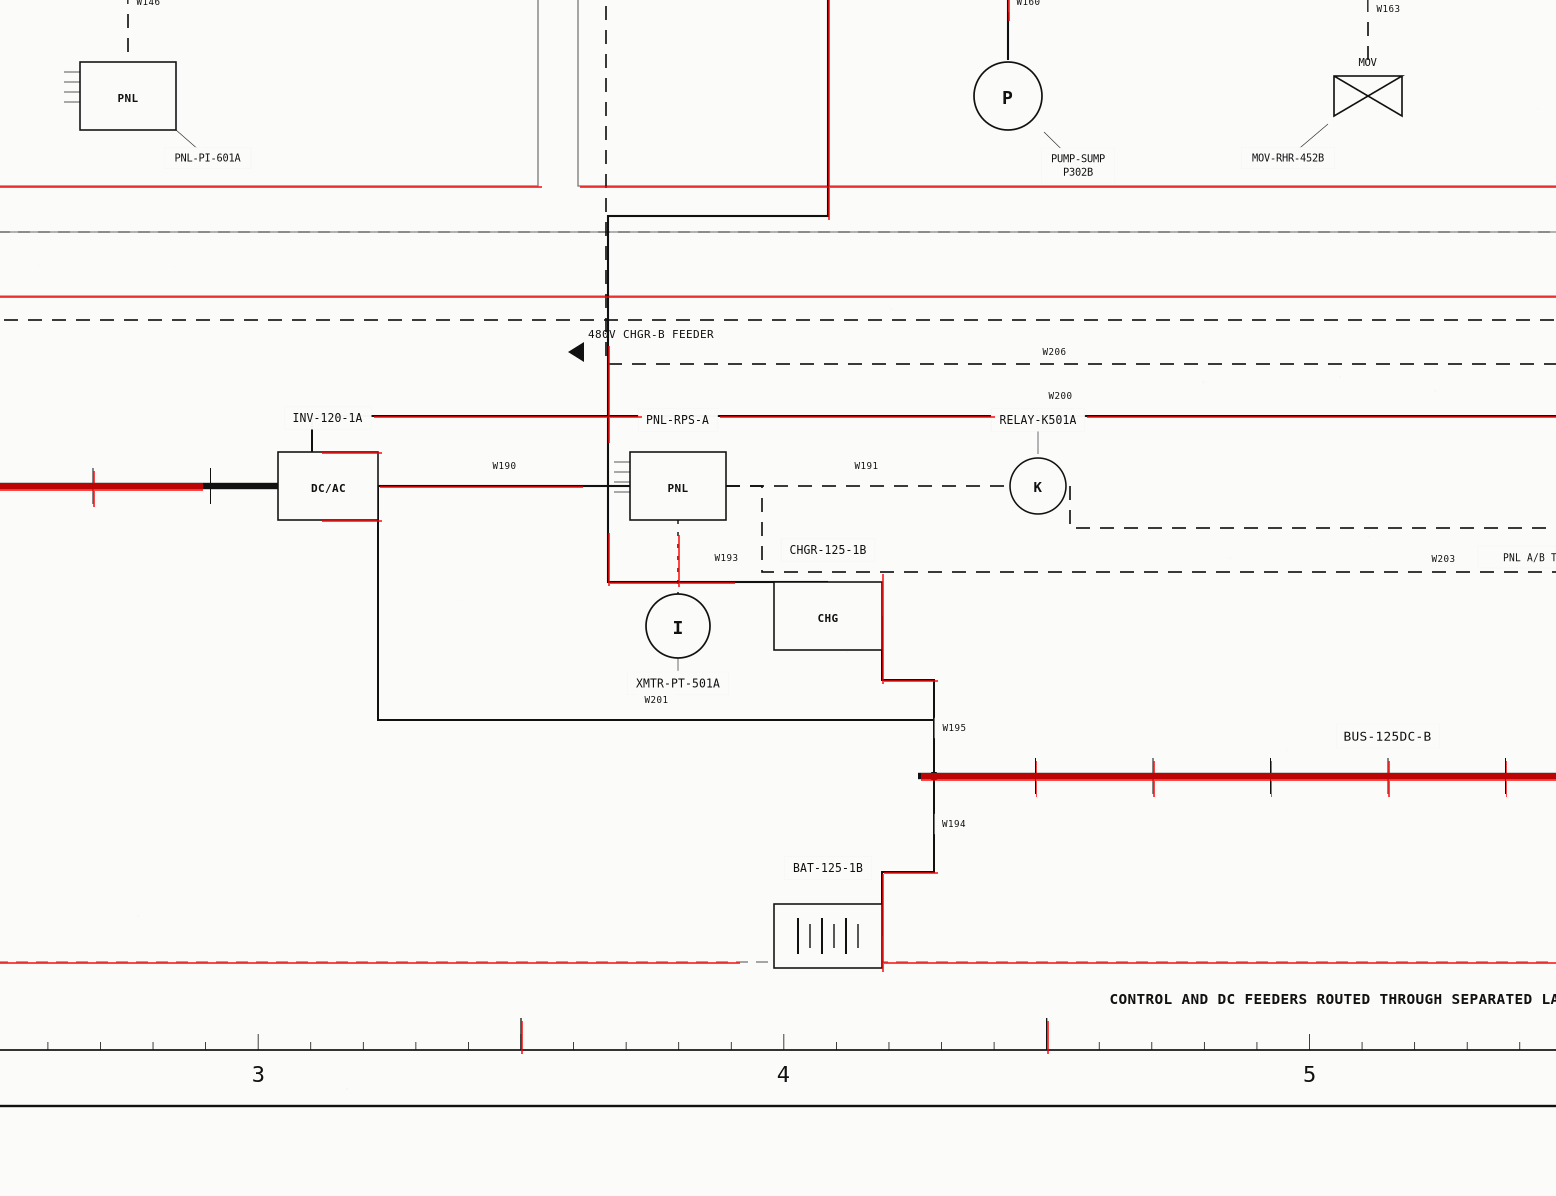 W146
W160
W163
MOV
PNL
P
PNL-PI-601A
PUMP-SUMP
P302B
MOV-RHR-452B
480V CHGR-B FEEDER
W206
W200
INV-120-1A
PNL-RPS-A
RELAY-K501A
W190
W191
DC/AC
PNL
K
W193
CHGR-125-1B
W203
PNL A/B T
CHG
I
XMTR-PT-501A
W201
W195
BUS-125DC-B
W194
BAT-125-1B
CONTROL AND DC FEEDERS ROUTED THROUGH SEPARATED LA
3
4
5